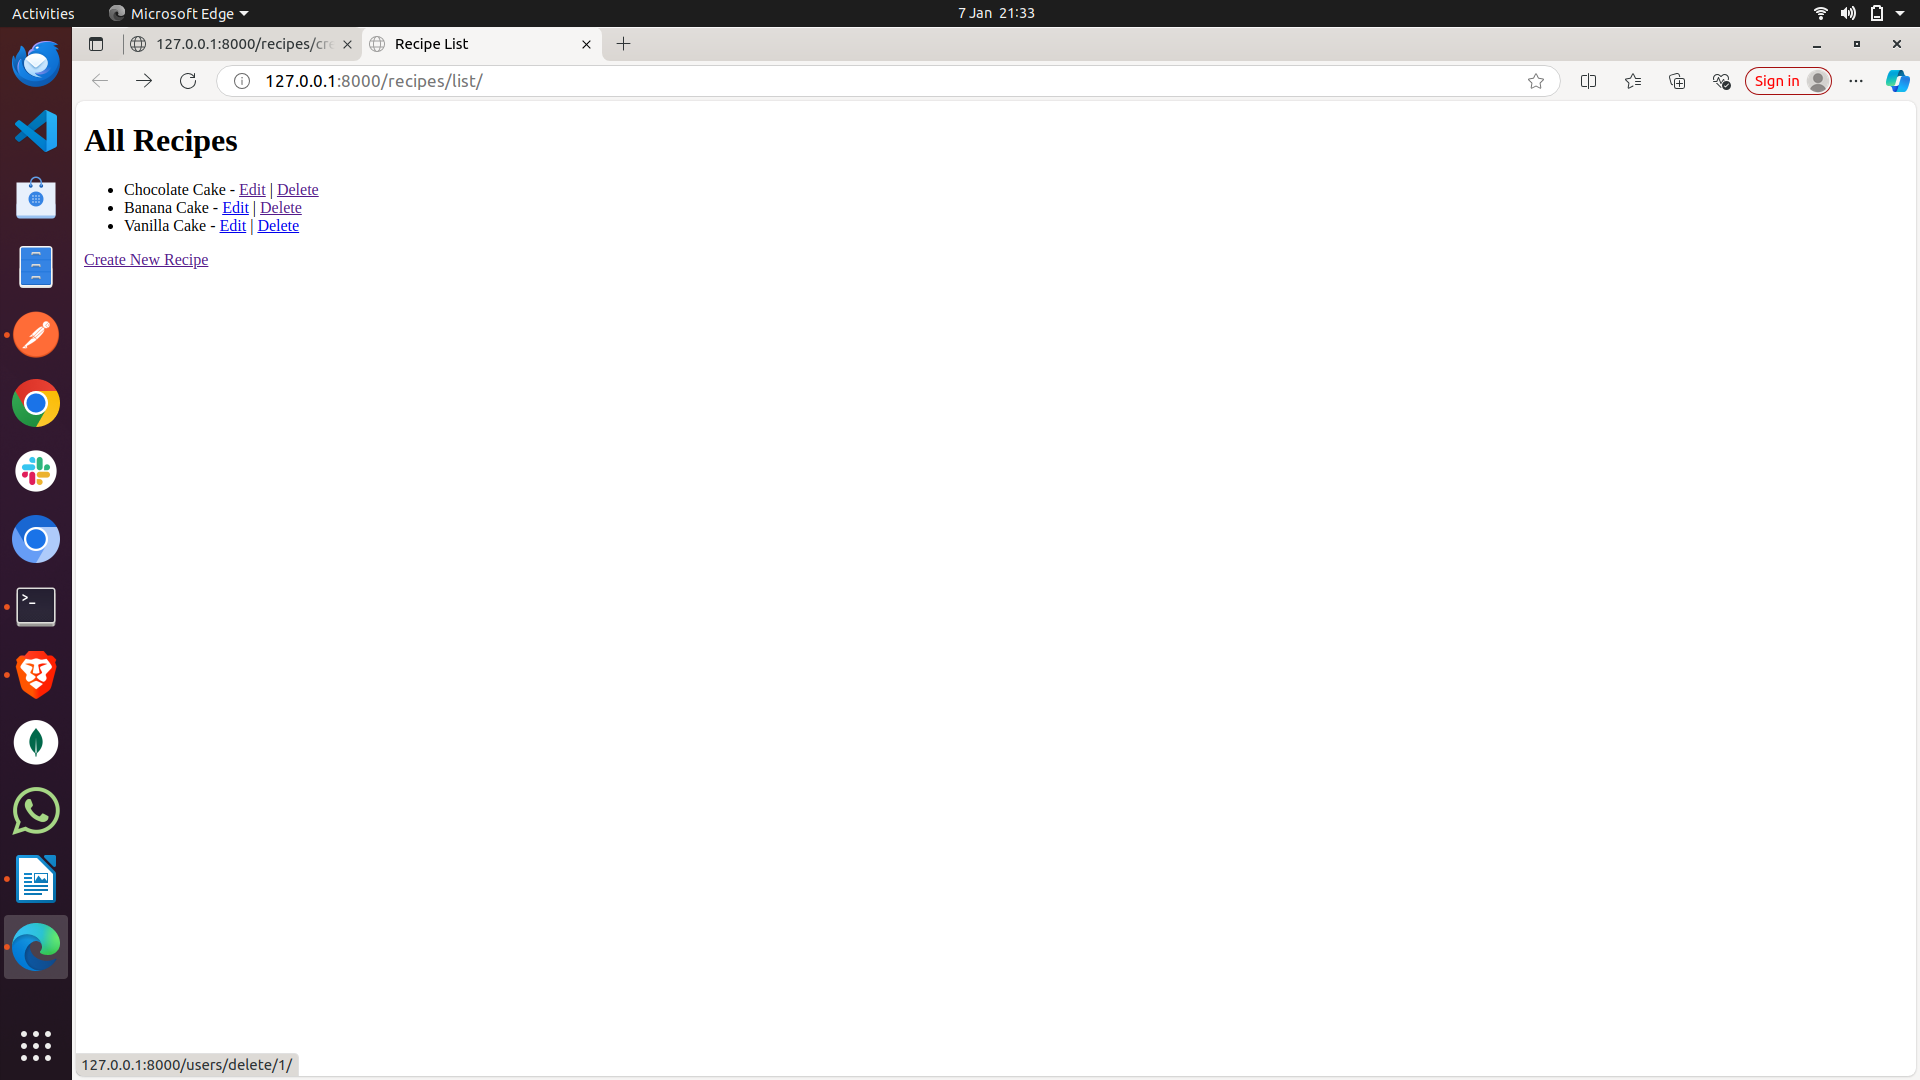 Activities
Microsoft Edge
7 Jan 21:33
127.0.0.1:8000/recipes/cre
Recipe List
127.0.0.1:8000/recipes/list/
Sign in
All Recipes
Chocolate Cake - Edit | Delete
Banana Cake - Edit | Delete
Vanilla Cake - Edit | Delete
Create New Recipe
127.0.0.1:8000/users/delete/1/